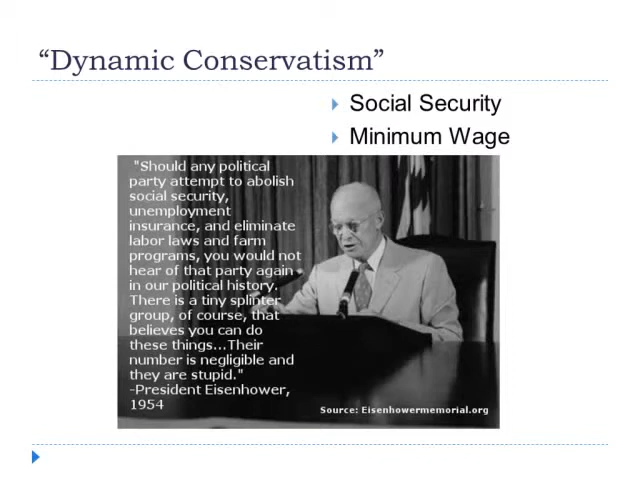 “Dynamic Conservatism”
Social Security
Minimum Wage
"Should any political
party attempt to abolish
social security,
unemployment
insurance, and eliminate
labor laws and farm
programs, you would not
hear of that party again
in our political history.
There is a tiny splinter
group, of course, that
believes you can do
these things...Their
number is negligible and
they are stupid."
-President Eisenhower,
1954
Source: Eisenhowermemorial.org